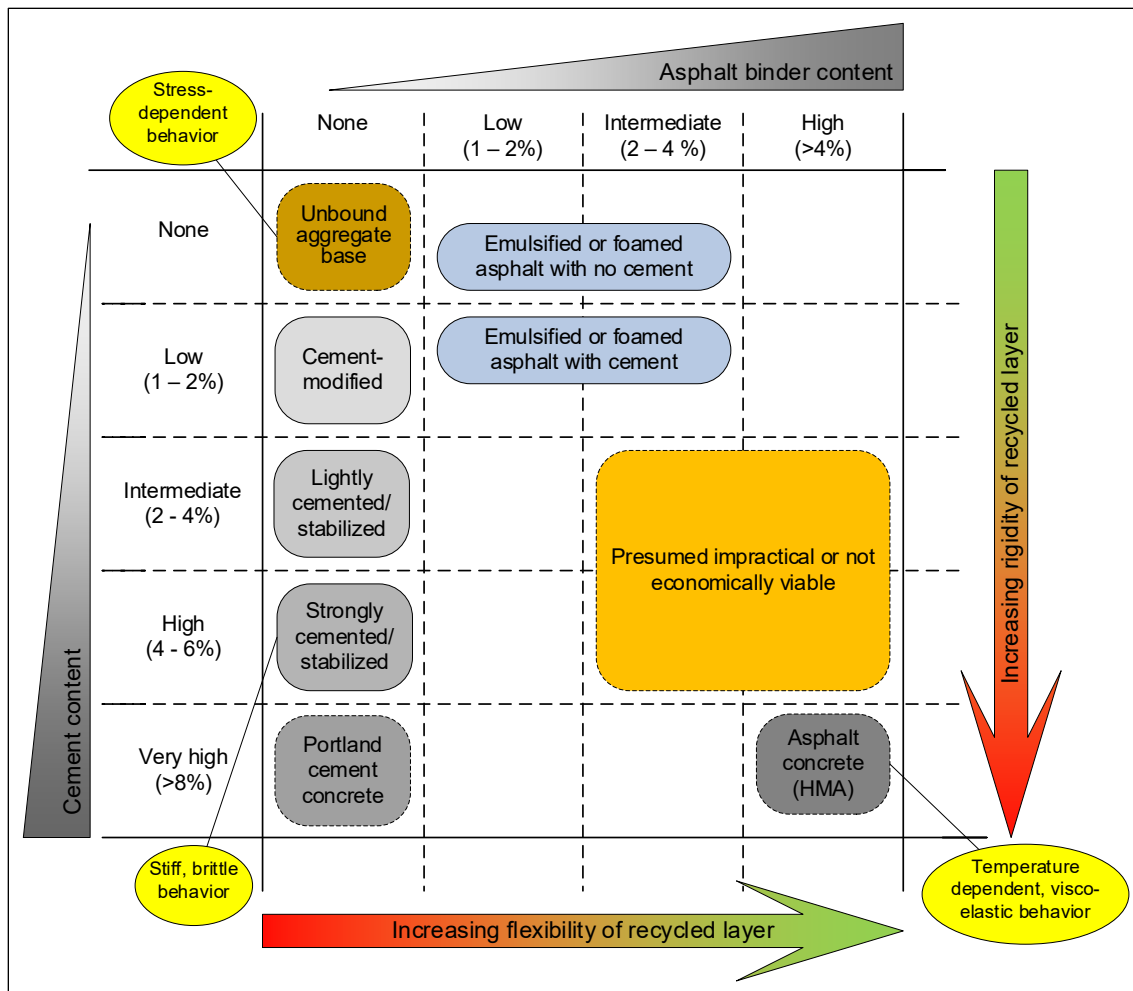 Asphalt binder content
Stress-
dependent
behavior
None
Low
(1 – 2%)
Intermediate
(2 – 4 %)
High
(>4%)
None
Unbound
aggregate
base
Emulsified or foamed
asphalt with no cement
Low
(1 – 2%)
Cement-
modified
Emulsified or foamed
asphalt with cement
Intermediate
(2 - 4%)
Lightly
cemented/
stabilized
Presumed impractical or not
economically viable
High
(4 - 6%)
Strongly
cemented/
stabilized
Very high
(>8%)
Portland
cement
concrete
Asphalt
concrete
(HMA)
Cement content
Increasing rigidity of recycled layer
Stiff, brittle
behavior
Temperature
dependent, visco-
elastic behavior
Increasing flexibility of recycled layer